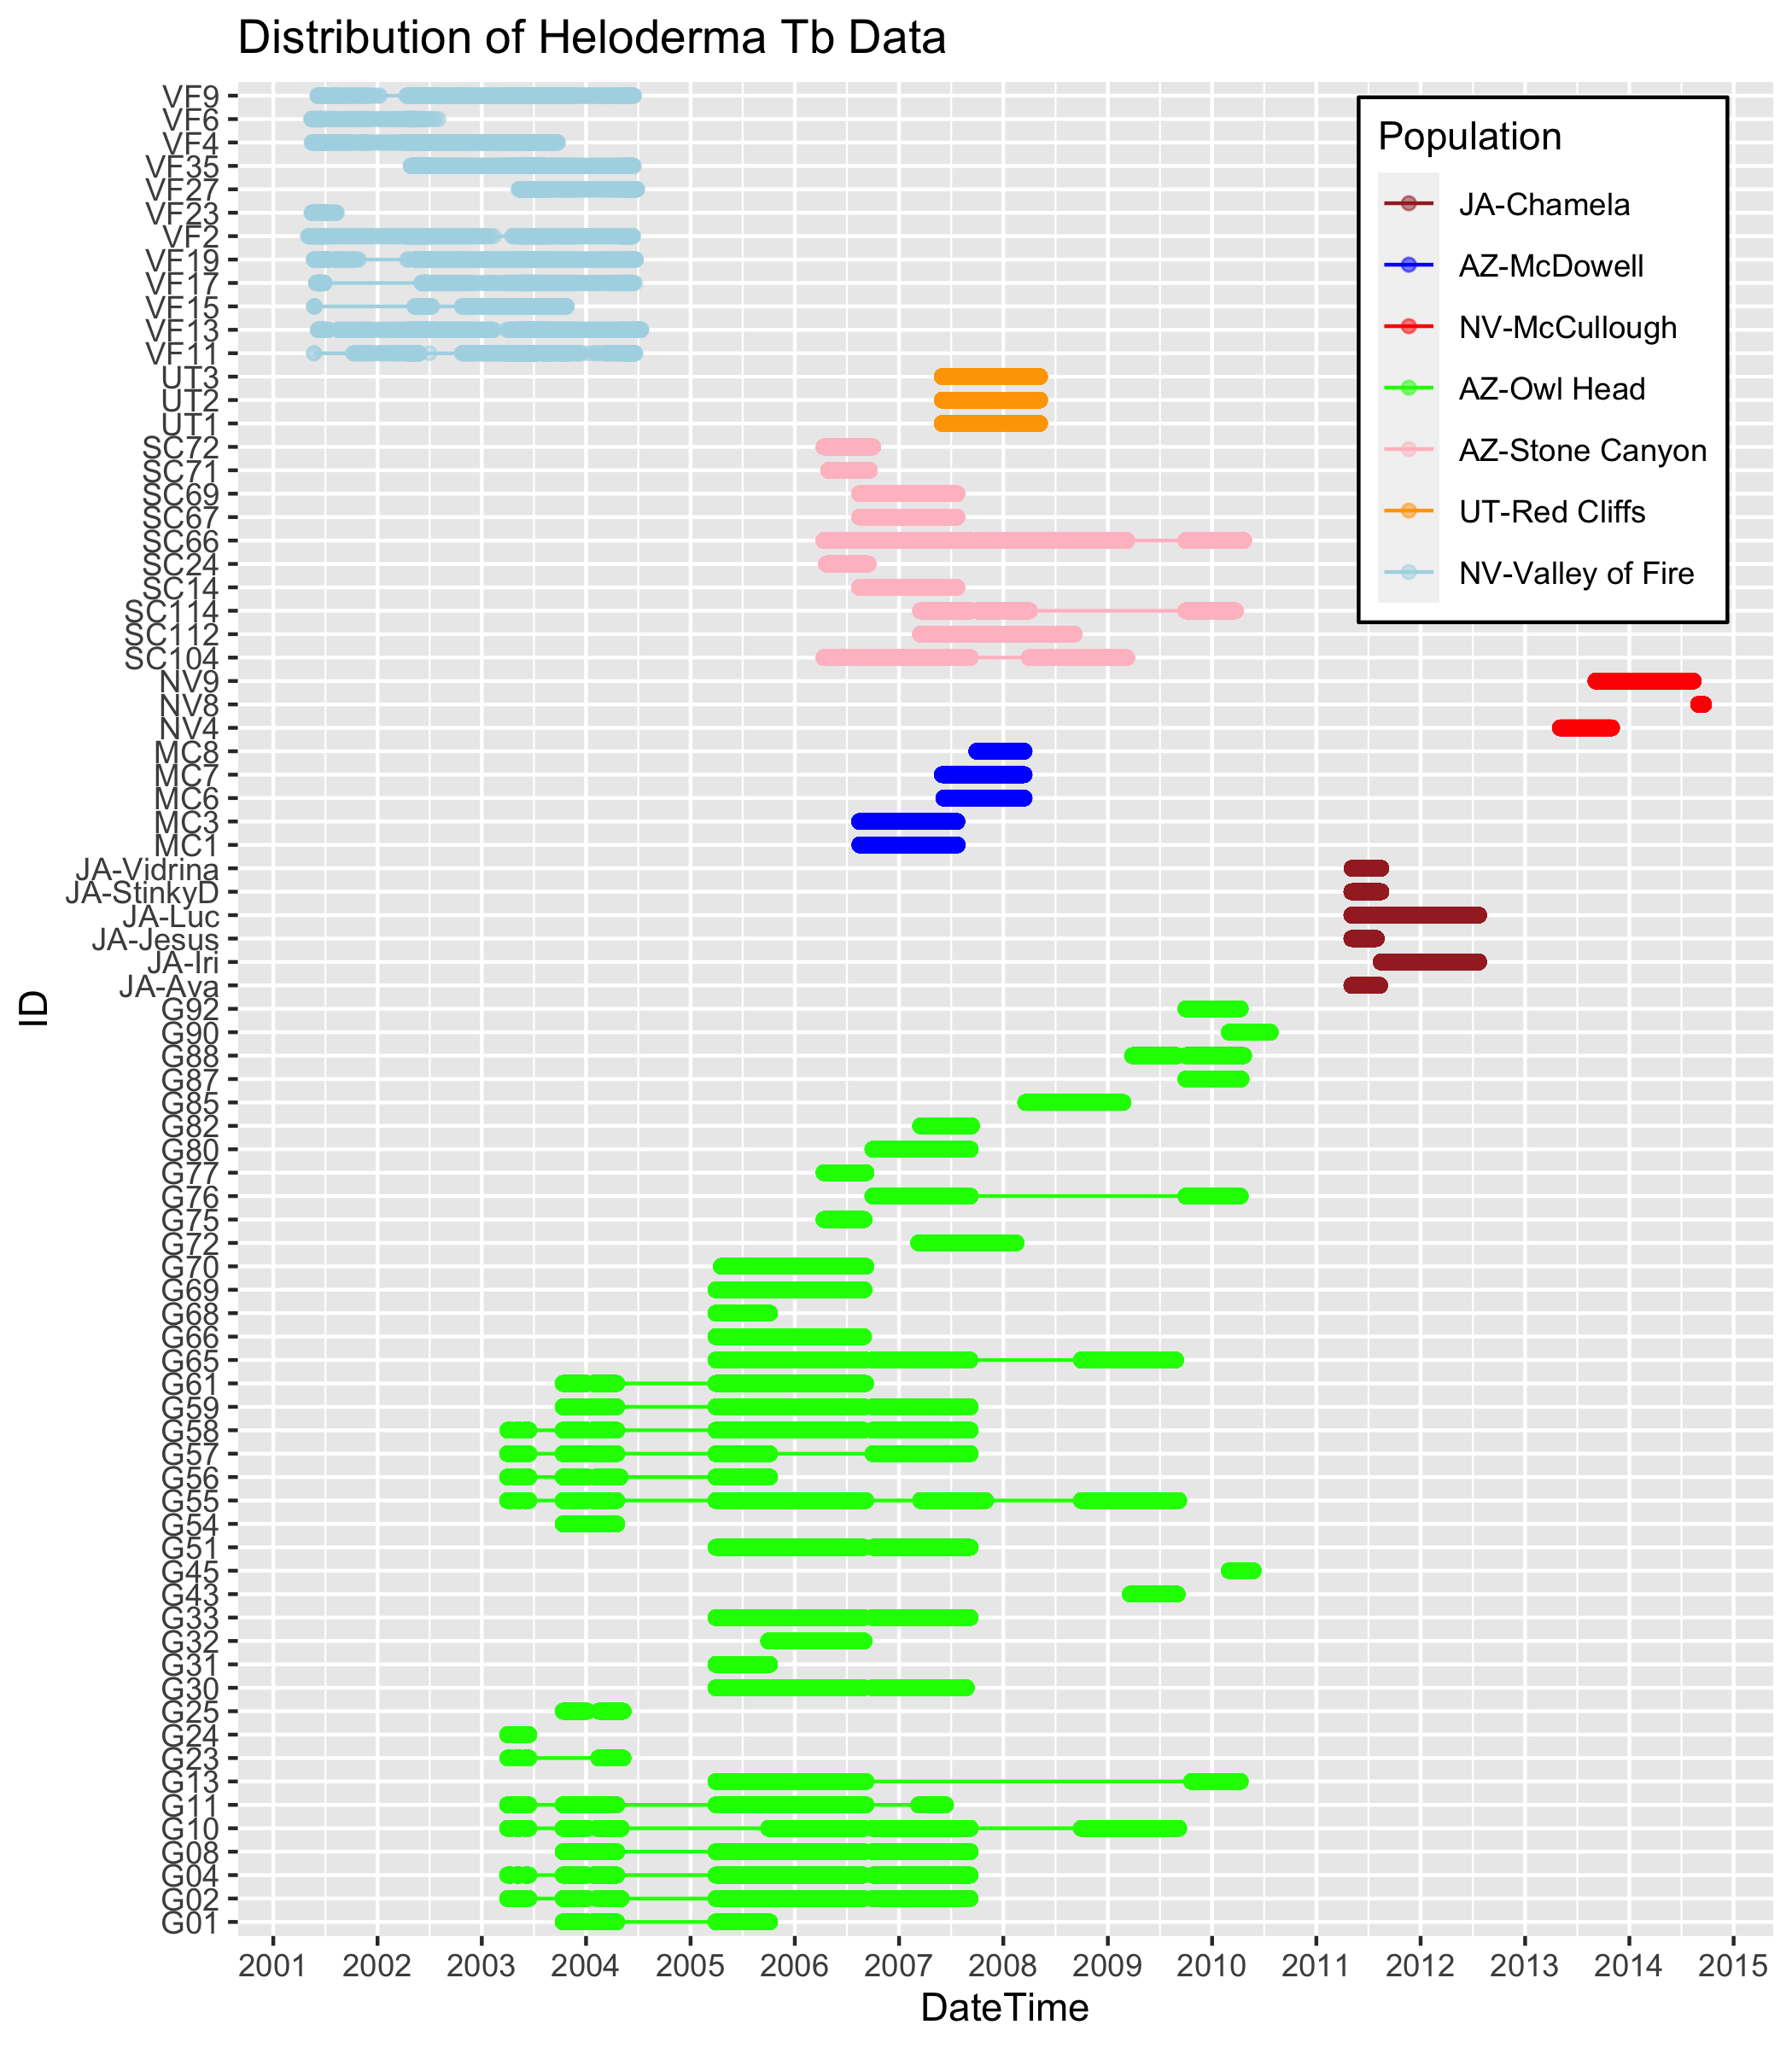 Distribution of Heloderma Tb Data
VF9
VF6
VF4
VF35
VF27
VF23
VF2
VF19
VF17
VF15
VF13
VF11
UT3
UT2
UT1
SC72
SC71
SC69
SC67
SC66
SC24
SC14
SC114
SC112
SC104
NV9
NV8
NV4
MC8
MC7
MC6
MC3
MC1
JA-Vidrina
JA-StinkyD
JA-Luc
JA-Jesus
JA-Iri
JA-Ava
G92
G90
G88
G87
G85
G82
G80
G77
G76
G75
G72
G70
G69
G68
G66
G65
G61
G59
G58
G57
G56
G55
G54
G51
G45
G43
G33
G32
G31
G30
G25
G24
G23
G13
G11
G10
G08
G04
G02
G01
ID
Population
JA-Chamela
AZ-McDowell
NV-McCullough
AZ-Owl Head
AZ-Stone Canyon
UT-Red Cliffs
NV-Valley of Fire
2001 2002 2003 2004 2005 2006 2007 2008 2009 2010 2011 2012 2013 2014 2015
DateTime